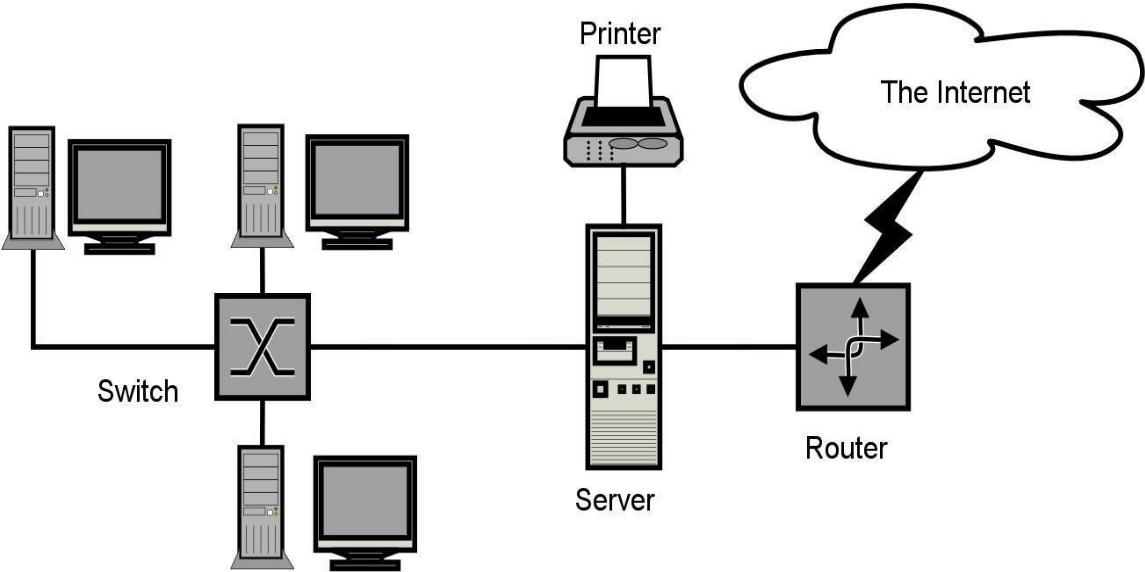 Printer
The Internet
Switch
Router
Server